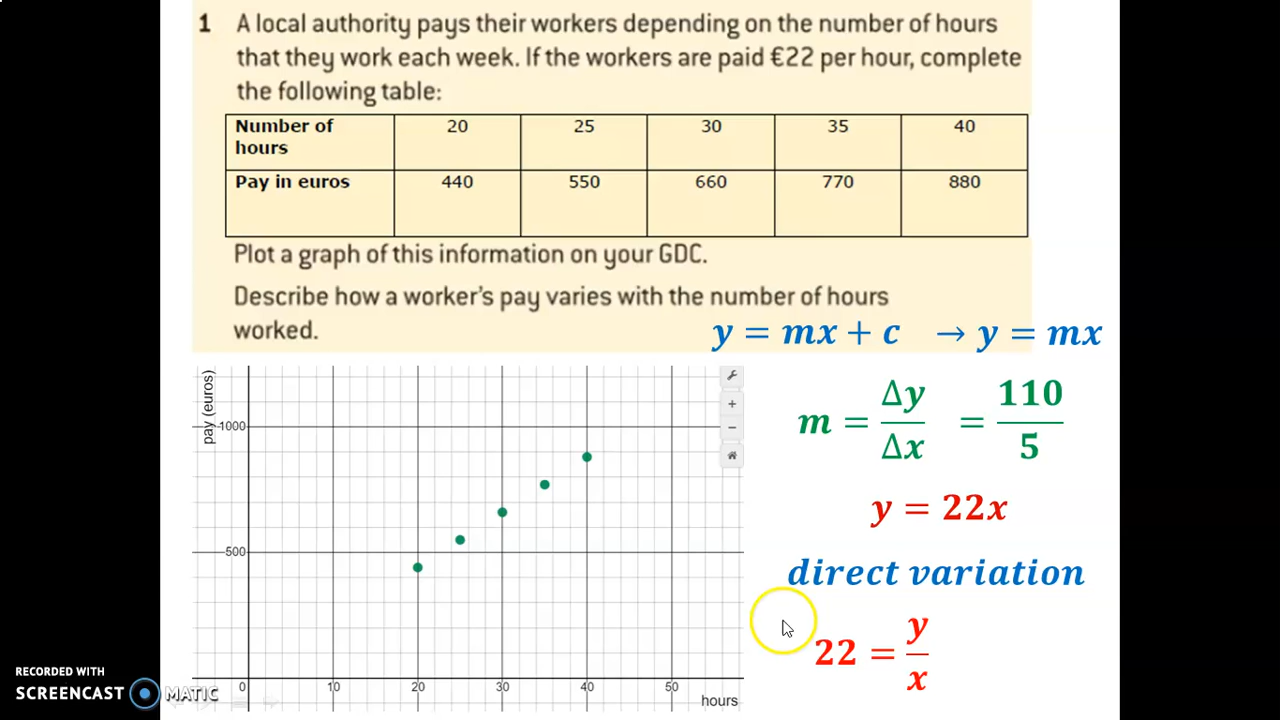 1 A local authority pays their workers depending on the number of hours
that they work each week. If the workers are paid €22 per hour, complete
the following table:
Number of hours 20 25 30 35 40
Pay in euros 440 550 660 770 880
Plot a graph of this information on your GDC.
Describe how a worker's pay varies with the number of hours
worked.
y = mx + c → y = mx
m = Δy/Δx = 110/5
y = 22x
direct variation
22 = y/x
pay (euros)
1000
500
0 10 20 30 40 50
hours
RECORDED WITH
SCREENCAST MATIC